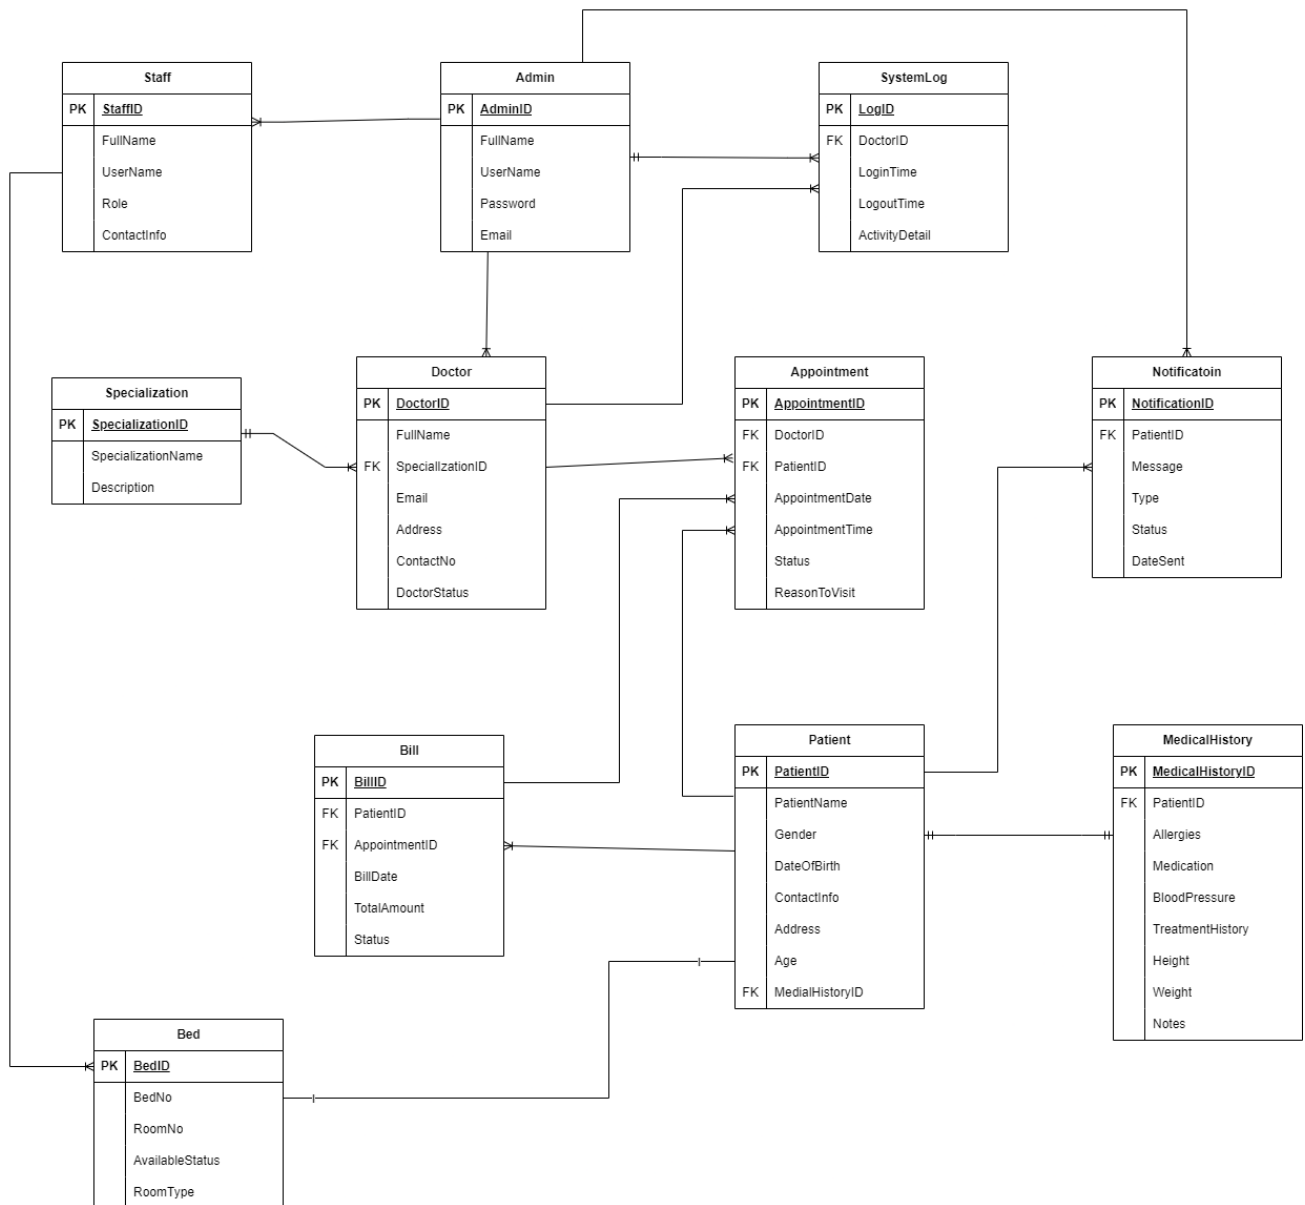 Staff
PK StaffID
FullName
UserName
Role
ContactInfo
Admin
PK AdminID
FullName
UserName
Password
Email
SystemLog
PK LogID
FK DoctorID
LoginTime
LogoutTime
ActivityDetail
Specialization
PK SpecializationID
SpecializationName
Description
Doctor
PK DoctorID
FullName
FK SpecialIzationID
Email
Address
ContactNo
DoctorStatus
Appointment
PK AppointmentID
FK DoctorID
FK PatientID
AppointmentDate
AppointmentTime
Status
ReasonToVisit
Notificatoin
PK NotificationID
FK PatientID
Message
Type
Status
DateSent
Bill
PK BillID
FK PatientID
FK AppointmentID
BillDate
TotalAmount
Status
Patient
PK PatientID
PatientName
Gender
DateOfBirth
ContactInfo
Address
Age
FK MedialHistoryID
MedicalHistory
PK MedicalHistoryID
FK PatientID
Allergies
Medication
BloodPressure
TreatmentHistory
Height
Weight
Notes
Bed
PK BedID
BedNo
RoomNo
AvailableStatus
RoomType